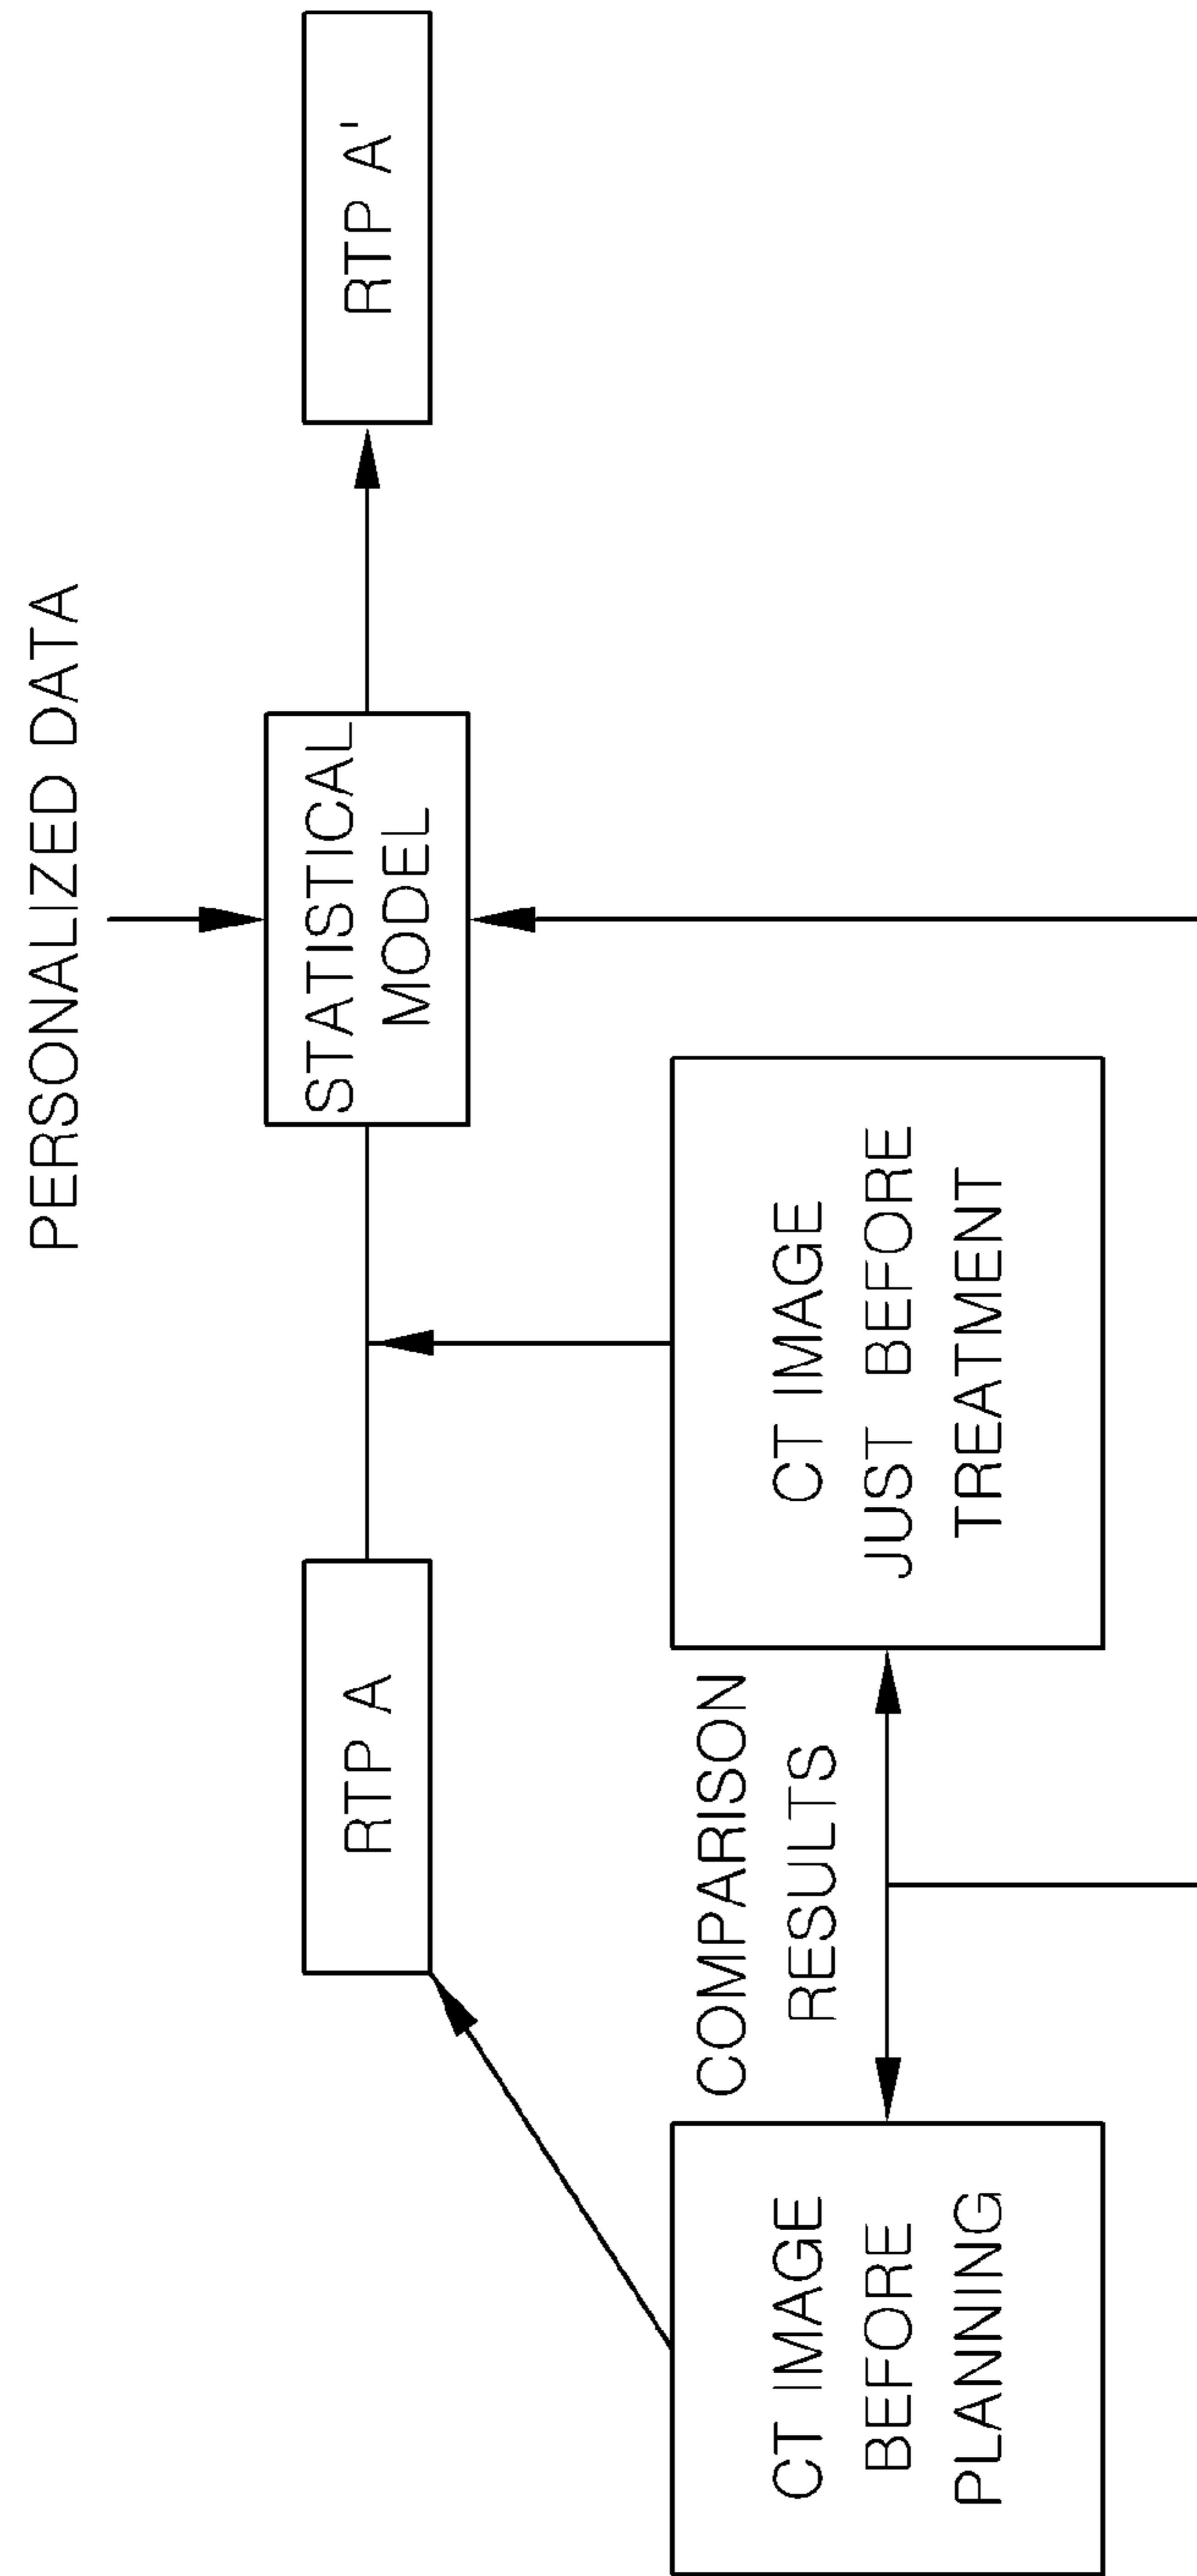 PERSONALIZED DATA
RTP A
STATISTICAL
MODEL
RTP A'
COMPARISON
RESULTS
CT IMAGE
BEFORE
PLANNING
CT IMAGE
JUST BEFORE
TREATMENT